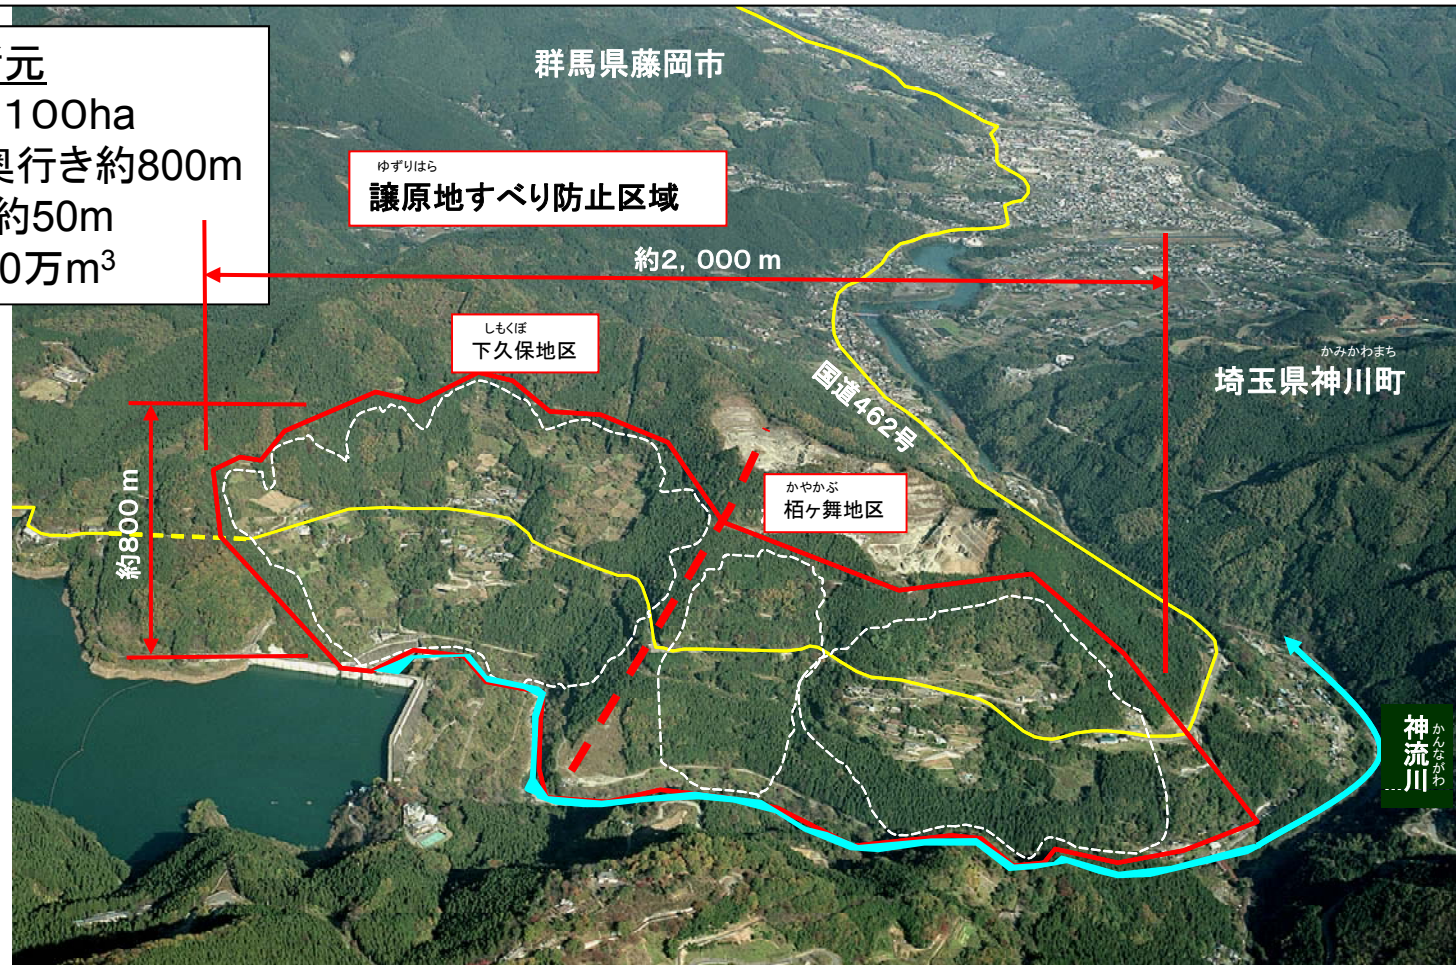 元
100ha
奥行き約800m
約50m
0万m³
群馬県藤岡市
ゆずりはら
譲原地すべり防止区域
約2,000m
しもくぼ
下久保地区
かみかわまち
埼玉県神川町
国道462号
かやかぶ
栢ヶ舞地区
約800m
かんながわ
神流川